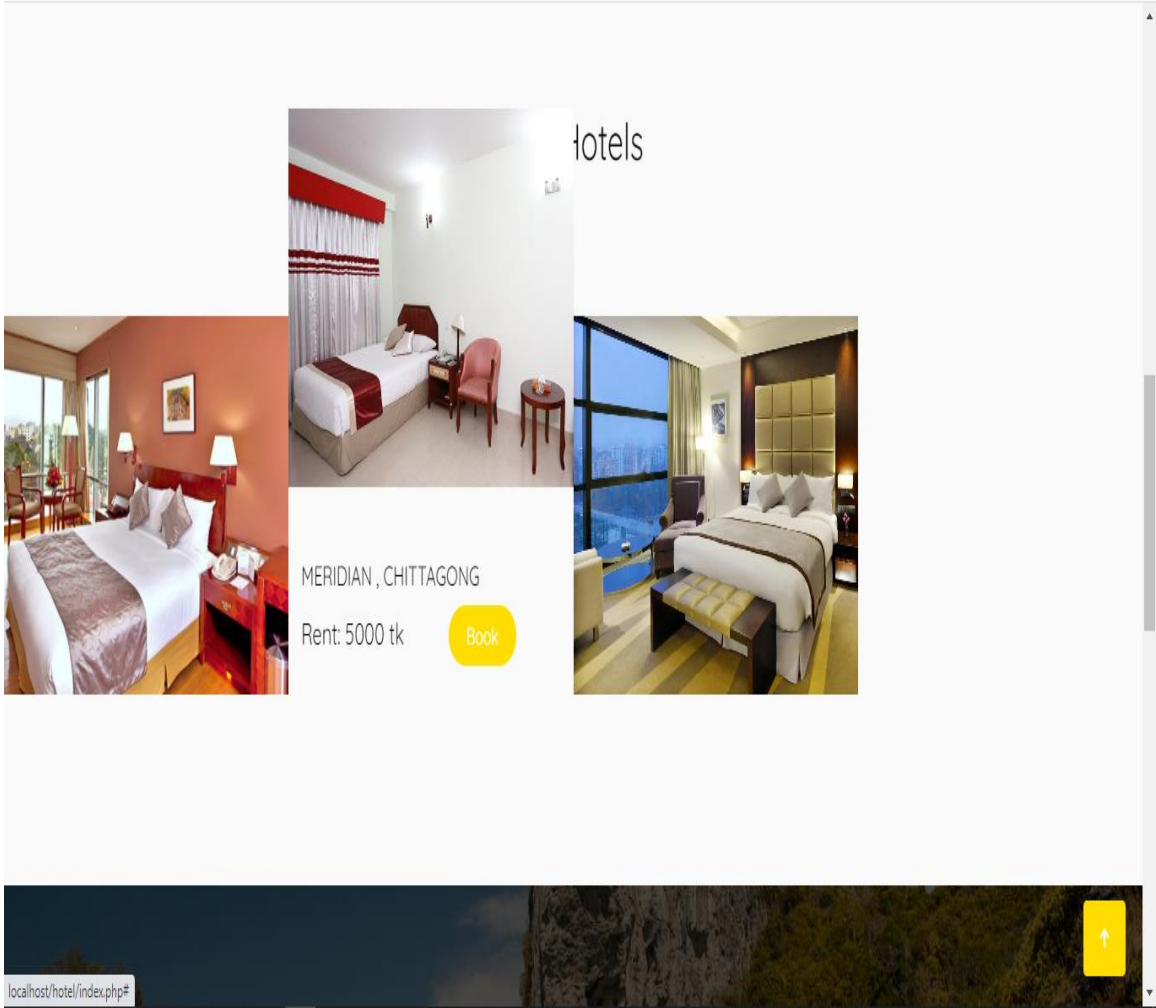 Hotels
MERIDIAN , CHITTAGONG
Rent: 5000 tk
Book
localhost/hotel/index.php#